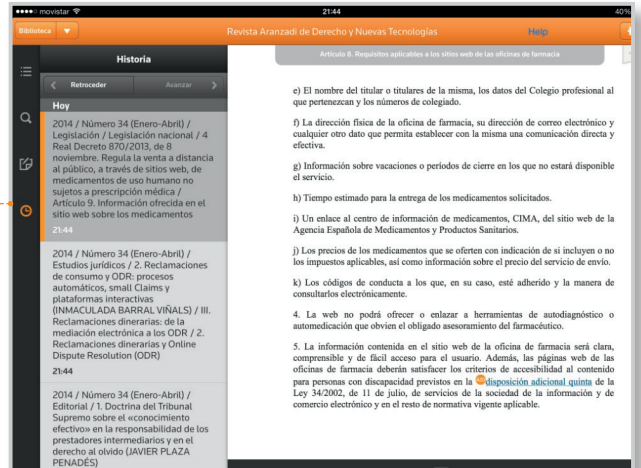 movistar 21:44 40%
Biblioteca Revista Aranzadi de Derecho y Nuevas Tecnologías Help
Historia
Retroceder Avanzar
Hoy
2014 / Número 34 (Enero-Abril) /
Legislación / Legislación nacional / 4
Real Decreto 870/2013, de 8
noviembre. Regula la venta a distancia
al público, a través de sitios web, de
medicamentos de uso humano no
sujetos a prescripción médica /
Artículo 9. Información ofrecida en el
sitio web sobre los medicamentos
21:44
2014 / Número 34 (Enero-Abril) /
Estudios jurídicos / 2. Reclamaciones
de consumo y ODR: procesos
automáticos, small Claims y
plataformas interactivas
(INMACULADA BARRAL VIÑALS) / III.
Reclamaciones dinerarias: de la
mediación electrónica a los ODR / 2.
Reclamaciones dinerarias y Online
Dispute Resolution (ODR)
21:44
2014 / Número 34 (Enero-Abril) /
Editorial / 1. Doctrina del Tribunal
Supremo sobre el «conocimiento
efectivo» en la responsabilidad de los
prestadores intermediarios y en el
derecho al olvido (JAVIER PLAZA
PENADÉS)
Artículo 8. Requisitos aplicables a los sitios web de las oficinas de farmacia
e) El nombre del titular o titulares de la misma, los datos del Colegio profesional al
que pertenezcan y los números de colegiado.
f) La dirección física de la oficina de farmacia, su dirección de correo electrónico y
cualquier otro dato que permita establecer con la misma una comunicación directa y
efectiva.
g) Información sobre vacaciones o períodos de cierre en los que no estará disponible
el servicio.
h) Tiempo estimado para la entrega de los medicamentos solicitados.
i) Un enlace al centro de información de medicamentos, CIMA, del sitio web de la
Agencia Española de Medicamentos y Productos Sanitarios.
j) Los precios de los medicamentos que se oferten con indicación de si incluyen o no
los impuestos aplicables, así como información sobre el precio del servicio de envío.
k) Los códigos de conducta a los que, en su caso, esté adherido y la manera de
consultarlos electrónicamente.
4. La web no podrá ofrecer o enlazar a herramientas de autodiagnóstico o
automedicación que obvien el obligado asesoramiento del farmacéutico.
5. La información contenida en el sitio web de la oficina de farmacia será clara,
comprensible y de fácil acceso para el usuario. Además, las páginas web de las
oficinas de farmacia deberán satisfacer los criterios de accesibilidad al contenido
para personas con discapacidad previstos en la disposición adicional quinta de la
Ley 34/2002, de 11 de julio, de servicios de la sociedad de la información y de
comercio electrónico y en el resto de normativa vigente aplicable.